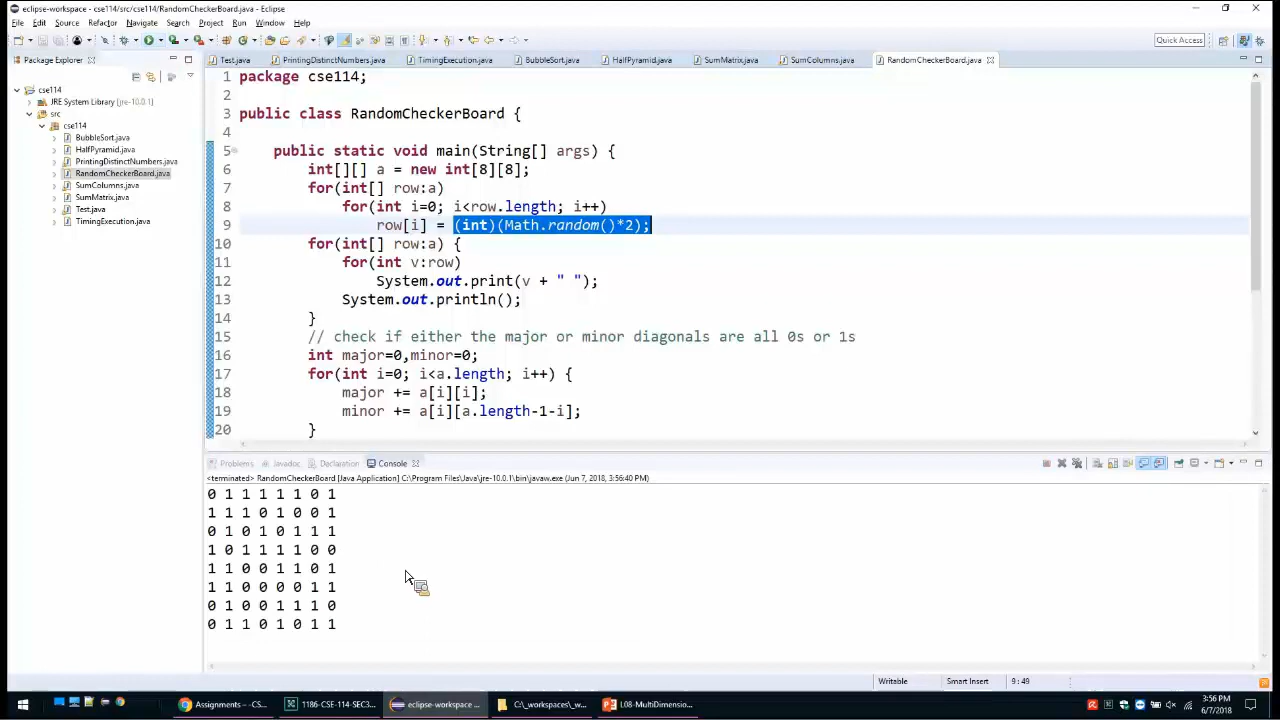 eclipse-workspace - cse114/src/cse114/RandomCheckerBoard.java - Eclipse
File Edit Source Refactor Navigate Search Project Run Window Help
Quick Access
Package Explorer
Test.java PrintingDistinctNumbers.java TimingExecution.java BubbleSort.java HalfPyramid.java SumMatrix.java SumColumns.java RandomCheckerBoard.java
cse114
JRE System Library [jre-10.0.1]
src
cse114
BubbleSort.java
HalfPyramid.java
PrintingDistinctNumbers.java
RandomCheckerBoard.java
SumColumns.java
SumMatrix.java
Test.java
TimingExecution.java
1 package cse114;
2
3 public class RandomCheckerBoard {
4
5 public static void main(String[] args) {
6 int[][] a = new int[8][8];
7 for(int[] row:a)
8 for(int i=0; i<row.length; i++)
9 row[i] = (int)(Math.random()*2);
10 for(int[] row:a) {
11 for(int v:row)
12 System.out.print(v + " ");
13 System.out.println();
14 }
15 // check if either the major or minor diagonals are all 0s or 1s
16 int major=0,minor=0;
17 for(int i=0; i<a.length; i++) {
18 major += a[i][i];
19 minor += a[i][a.length-1-i];
20 }
Problems Javadoc Declaration Console
<terminated> RandomCheckerBoard [Java Application] C:\Program Files\Java\jre-10.0.1\bin\javaw.exe (Jun 7, 2018, 3:56:40 PM)
0 1 1 1 1 1 0 1
1 1 1 0 1 0 0 1
0 1 0 1 0 1 1 1
1 0 1 1 1 1 0 0
1 1 0 0 1 1 0 1
1 1 0 0 0 0 1 1
0 1 0 0 1 1 1 0
0 1 1 0 1 0 1 1
Writable Smart Insert 9 : 49
Assignments - -CS... 1186-CSE-114-SEC3... eclipse-workspace ... C:\_workspaces\_w... L08-MultiDimensio...
3:56 PM
6/7/2018